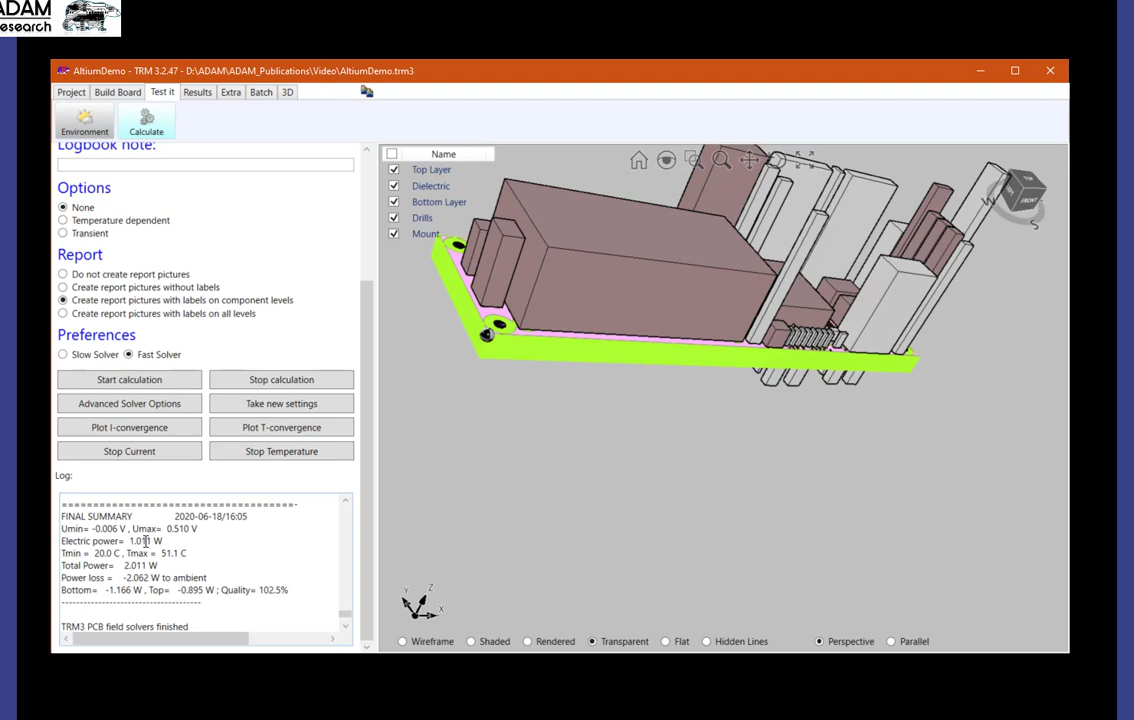 ADAM
esearch
AltiumDemo - TRM 3.2.47 - D:\ADAM\ADAM_Publications\Video\AltiumDemo.trm3
Project Build Board Test it Results Extra Batch 3D
Environment Calculate
Logbook note:
Options
None
Temperature dependent
Transient
Report
Do not create report pictures
Create report pictures without labels
Create report pictures with labels on component levels
Create report pictures with labels on all levels
Preferences
Slow Solver Fast Solver
Start calculation Stop calculation
Advanced Solver Options Take new settings
Plot I-convergence Plot T-convergence
Stop Current Stop Temperature
Log:
=====================================-
FINAL SUMMARY 2020-06-18/16:05
Umin= -0.006 V , Umax= 0.510 V
Electric power= 1.011 W
Tmin = 20.0 C , Tmax = 51.1 C
Total Power= 2.011 W
Power loss = -2.062 W to ambient
Bottom= -1.166 W , Top= -0.895 W ; Quality= 102.5%
-------------------------------------
TRM3 PCB field solvers finished
Name
Top Layer
Dielectric
Bottom Layer
Drills
Mount
FRONT
W
S
Y
Z
X
Wireframe Shaded Rendered Transparent Flat Hidden Lines Perspective Parallel